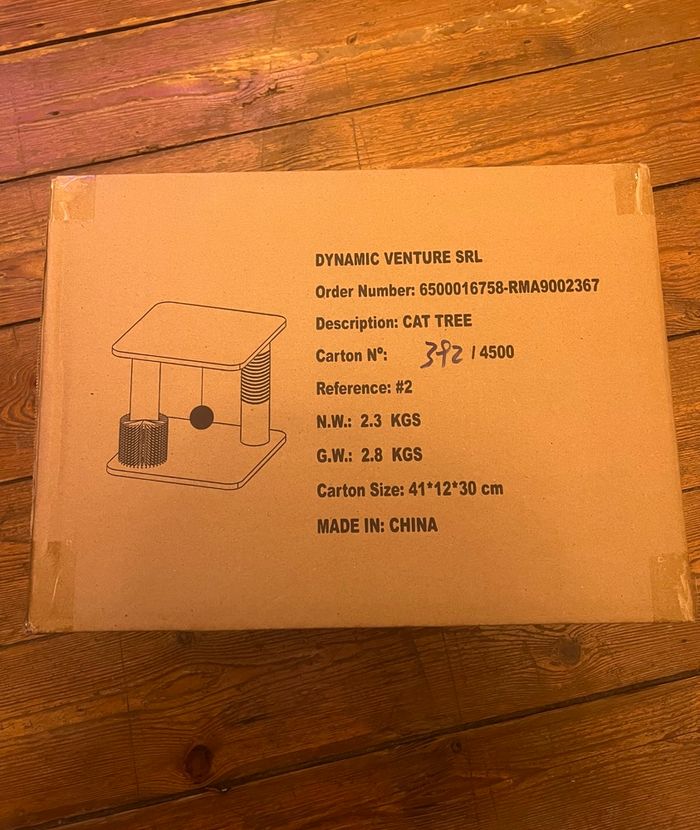 DYNAMIC VENTURE SRL
Order Number: 6500016758-RMA9002367
Description: CAT TREE
Carton Nº: 392 / 4500
Reference: #2
N.W.: 2.3 KGS
G.W.: 2.8 KGS
Carton Size: 41*12*30 cm
MADE IN: CHINA